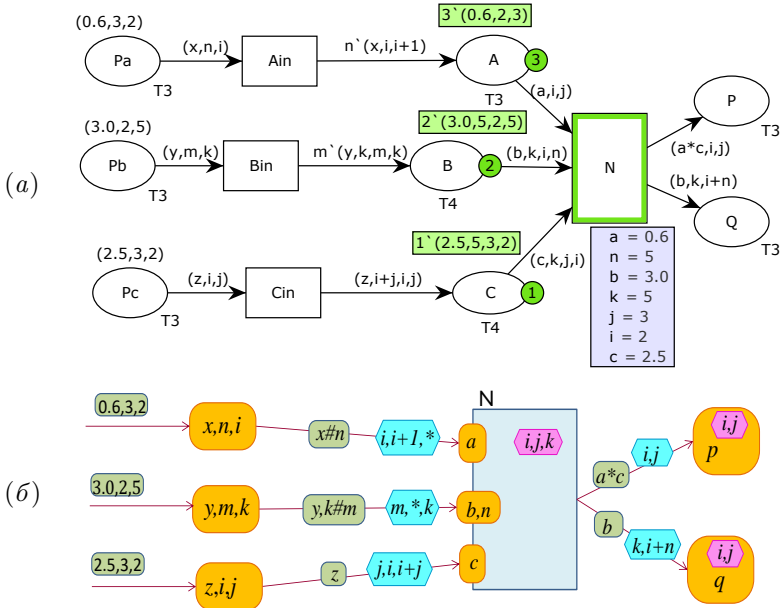 (0.6,3,2)
Pa
T3
(x,n,i)
Ain
n`(x,i,i+1)
3`(0.6,2,3)
A
3
T3
(a,i,j)
(3.0,2,5)
Pb
T3
(y,m,k)
Bin
m`(y,k,m,k)
2`(3.0,5,2,5)
B
2
T4
(b,k,i,n)
N
P
T3
(a*c,i,j)
(b,k,i+n)
Q
T3
(a)
(2.5,3,2)
Pc
T3
(z,i,j)
Cin
(z,i+j,i,j)
1`(2.5,5,3,2)
C
1
T4
(c,k,j,i)
a = 0.6
n = 5
b = 3.0
k = 5
j = 3
i = 2
c = 2.5
(б)
N
0.6,3,2
x,n,i
x#n
i,i+1,*
a
i,j,k
a*c
i,j
i,j
p
3.0,2,5
y,m,k
y,k#m
m,*,k
b,n
b
k,i+n
i,j
q
2.5,3,2
z,i,j
z
j,i,i+j
c